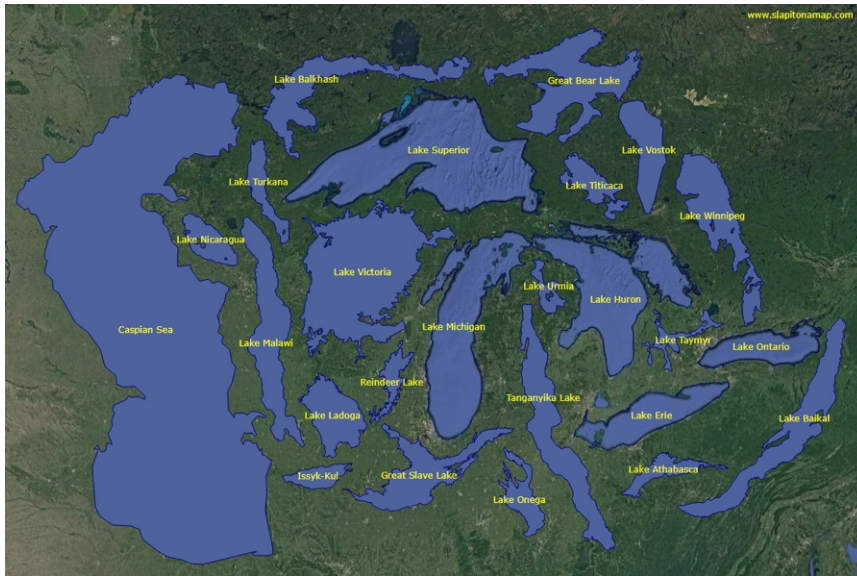 www.slapitonamap.com
Lake Balkhash
Great Bear Lake
Lake Superior
Lake Vostok
Lake Turkana
Lake Titicaca
Lake Winnipeg
Lake Nicaragua
Lake Victoria
Lake Urmia
Lake Huron
Caspian Sea
Lake Michigan
Lake Malawi
Lake Taymyr
Lake Ontario
Reindeer Lake
Tanganyika Lake
Lake Ladoga
Lake Erie
Lake Baikal
Lake Athabasca
Issyk-Kul
Great Slave Lake
Lake Onega